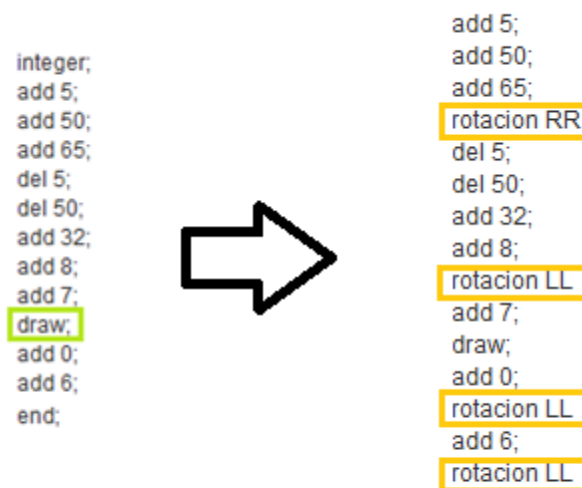 integer;
add 5;
add 50;
add 65;
del 5;
del 50;
add 32;
add 8;
add 7;
draw;
add 0;
add 6;
end;
add 5;
add 50;
add 65;
rotacion RR
del 5;
del 50;
add 32;
add 8;
rotacion LL
add 7;
draw;
add 0;
rotacion LL
add 6;
rotacion LL